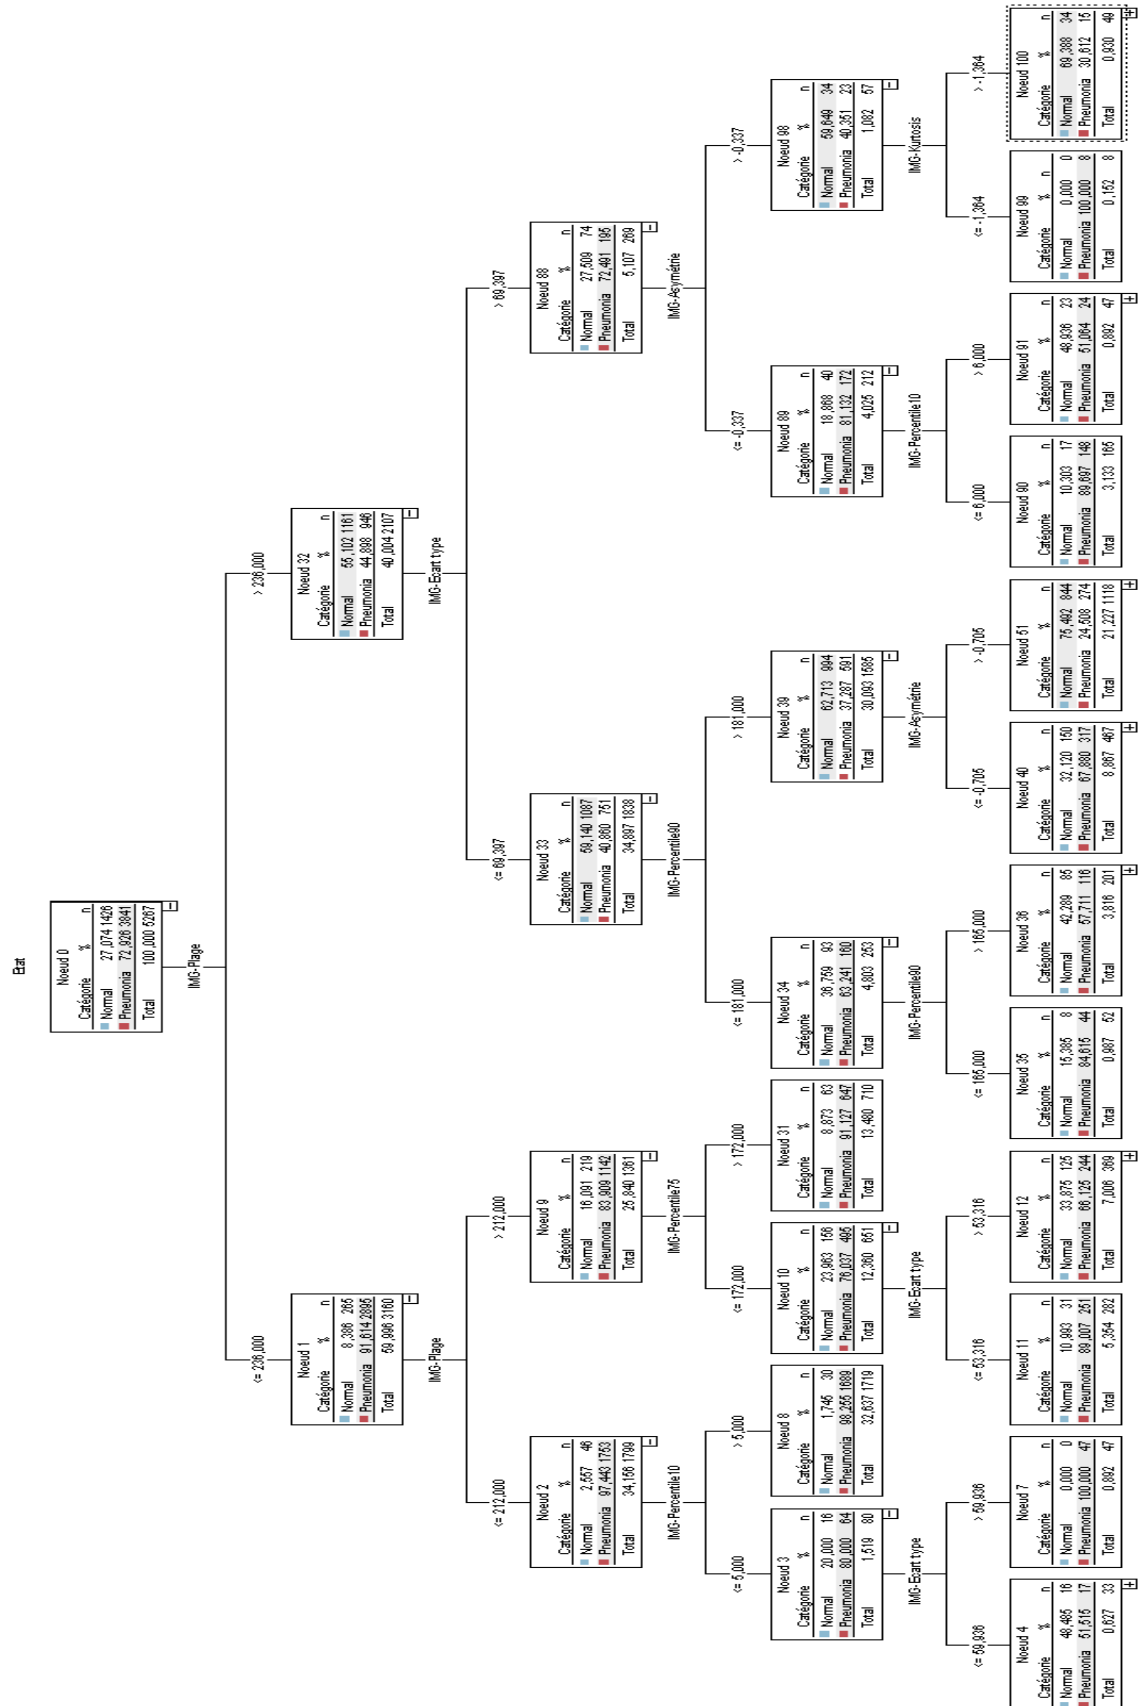 Etat
Noeud 0
Catégorie % n
Normal 27,074 1426
Pneumonia 72,926 3841
Total 100,000 5267
IMG-Plage
<= 236,000
> 236,000
Noeud 1
Catégorie % n
Normal 8,386 265
Pneumonia 91,614 2895
Total 59,996 3160
IMG-Plage
Noeud 32
Catégorie % n
Normal 55,102 1161
Pneumonia 44,898 946
Total 40,004 2107
IMG-Ecart type
<= 212,000
> 212,000
<= 69,397
> 69,397
Noeud 2
Catégorie % n
Normal 2,557 46
Pneumonia 97,443 1753
Total 34,156 1799
IMG-Percentile10
Noeud 9
Catégorie % n
Normal 16,091 219
Pneumonia 83,909 1142
Total 25,840 1361
IMG-Percentile75
Noeud 33
Catégorie % n
Normal 59,140 1087
Pneumonia 40,860 751
Total 34,897 1838
IMG-Percentile90
Noeud 88
Catégorie % n
Normal 27,509 74
Pneumonia 72,491 195
Total 5,107 269
IMG-Asymétrie
<= 5,000
> 5,000
<= 172,000
> 172,000
<= 181,000
> 181,000
<= -0,337
> -0,337
Noeud 3
Catégorie % n
Normal 20,000 16
Pneumonia 80,000 64
Total 1,519 80
IMG-Ecart type
Noeud 8
Catégorie % n
Normal 1,745 30
Pneumonia 98,255 1689
Total 32,637 1719
Noeud 10
Catégorie % n
Normal 23,963 156
Pneumonia 76,037 495
Total 12,360 651
IMG-Ecart type
Noeud 31
Catégorie % n
Normal 8,873 63
Pneumonia 91,127 647
Total 13,480 710
Noeud 34
Catégorie % n
Normal 36,759 93
Pneumonia 63,241 160
Total 4,803 253
IMG-Percentile90
Noeud 39
Catégorie % n
Normal 62,713 994
Pneumonia 37,287 591
Total 30,093 1585
IMG-Asymétrie
Noeud 89
Catégorie % n
Normal 18,868 40
Pneumonia 81,132 172
Total 4,025 212
IMG-Percentile10
Noeud 98
Catégorie % n
Normal 59,649 34
Pneumonia 40,351 23
Total 1,082 57
IMG-Kurtosis
<= 59,936
> 59,936
<= 53,316
> 53,316
<= 165,000
> 165,000
<= -0,705
> -0,705
<= 6,000
> 6,000
<= -1,364
> -1,364
Noeud 4
Catégorie % n
Normal 48,485 16
Pneumonia 51,515 17
Total 0,627 33
Noeud 7
Catégorie % n
Normal 0,000 0
Pneumonia 100,000 47
Total 0,892 47
Noeud 11
Catégorie % n
Normal 10,993 31
Pneumonia 89,007 251
Total 5,354 282
Noeud 12
Catégorie % n
Normal 33,875 125
Pneumonia 66,125 244
Total 7,006 369
Noeud 35
Catégorie % n
Normal 15,385 8
Pneumonia 84,615 44
Total 0,987 52
Noeud 36
Catégorie % n
Normal 42,289 85
Pneumonia 57,711 116
Total 3,816 201
Noeud 40
Catégorie % n
Normal 32,120 150
Pneumonia 67,880 317
Total 8,867 467
Noeud 51
Catégorie % n
Normal 75,492 844
Pneumonia 24,508 274
Total 21,227 1118
Noeud 90
Catégorie % n
Normal 10,303 17
Pneumonia 89,697 148
Total 3,133 165
Noeud 91
Catégorie % n
Normal 48,936 23
Pneumonia 51,064 24
Total 0,892 47
Noeud 99
Catégorie % n
Normal 0,000 0
Pneumonia 100,000 8
Total 0,152 8
Noeud 100
Catégorie % n
Normal 69,388 34
Pneumonia 30,612 15
Total 0,930 49